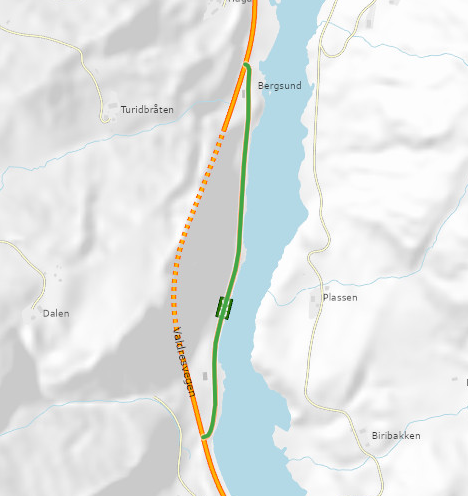 Bergsund
Turidbråten
Plassen
Dalen
Valdresvegen
Biribakken